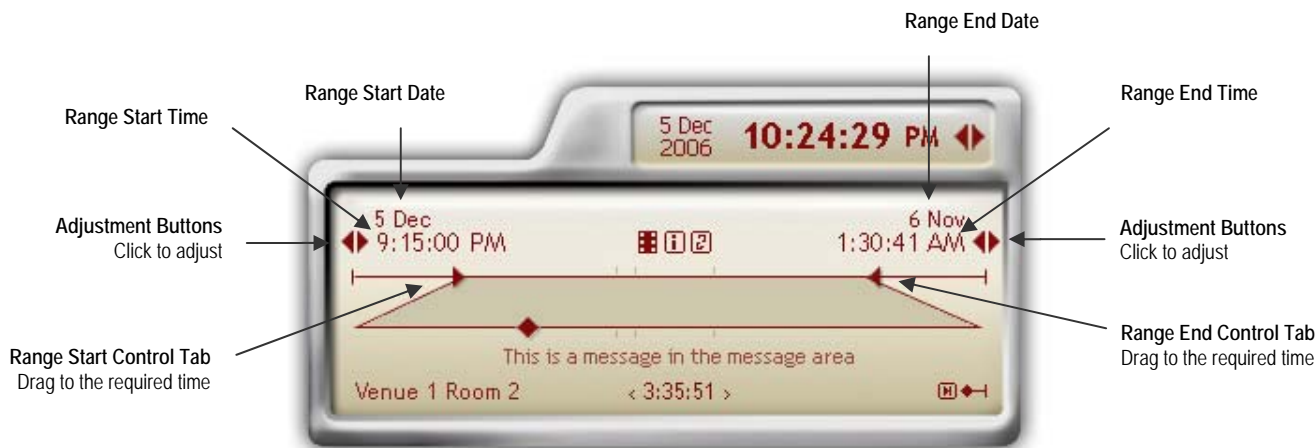 Range End Date
Range Start Date
Range End Time
Range Start Time
5 Dec
2006
10:24:29 PM
5 Dec
6 Nov
Adjustment Buttons
Click to adjust
9:15:00 PM
1:30:41 AM
Adjustment Buttons
Click to adjust
Range Start Control Tab
Drag to the required time
Range End Control Tab
Drag to the required time
This is a message in the message area
Venue 1 Room 2
< 3:35:51 >